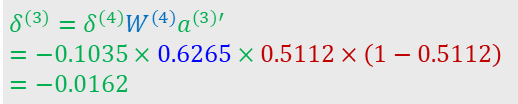 δ⁽³⁾ = δ⁽⁴⁾W⁽⁴⁾a⁽³⁾′
= −0.1035 × 0.6265 × 0.5112 × (1 − 0.5112)
= −0.0162